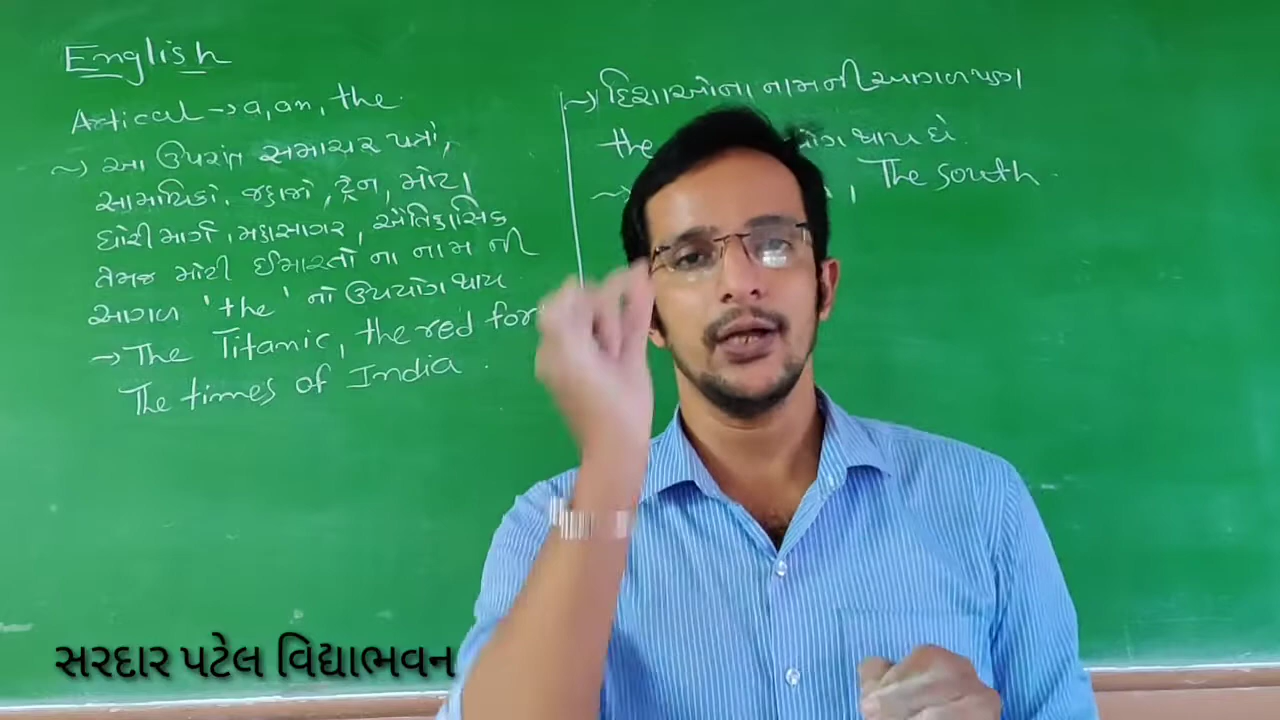 English
Artical → a, an, the.
~) આ ઉપરાંત સમાચાર પત્રો,
સામયિકો, જહાજો, ટ્રેન, મોટા
ધોરી માર્ગ, મહાસાગર, ઐતિહાસિક
તેમજ મોટી ઈમારતો ના નામ ની
આગળ 'the' નો ઉપયોગ થાય
→ The Titanic, the red for
The times of India.
~) દિશાઓના નામની આગળ પણ
the થાય છે.
~) , The south.
સરદાર પટેલ વિદ્યાભવન